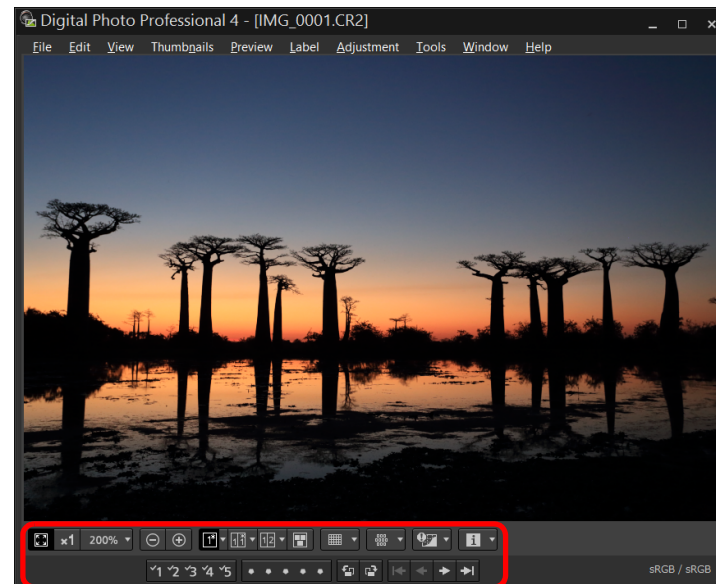 Digital Photo Professional 4 - [IMG_0001.CR2]
File Edit View Thumbnails Preview Label Adjustment Tools Window Help
x1 200%
1 2 3 4 5
sRGB / sRGB